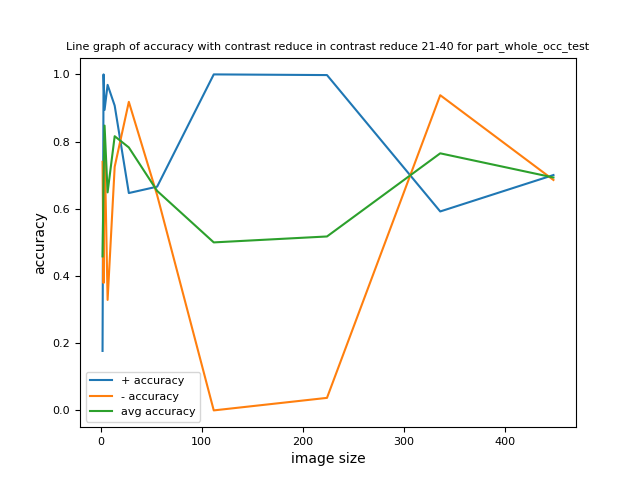 Line graph of accuracy with contrast reduce in contrast reduce 21-40 for part_whole_occ_test
1.0
0.8
0.6
0.4
0.2
0.0
accuracy
+ accuracy
- accuracy
avg accuracy
0 100 200 300 400
image size